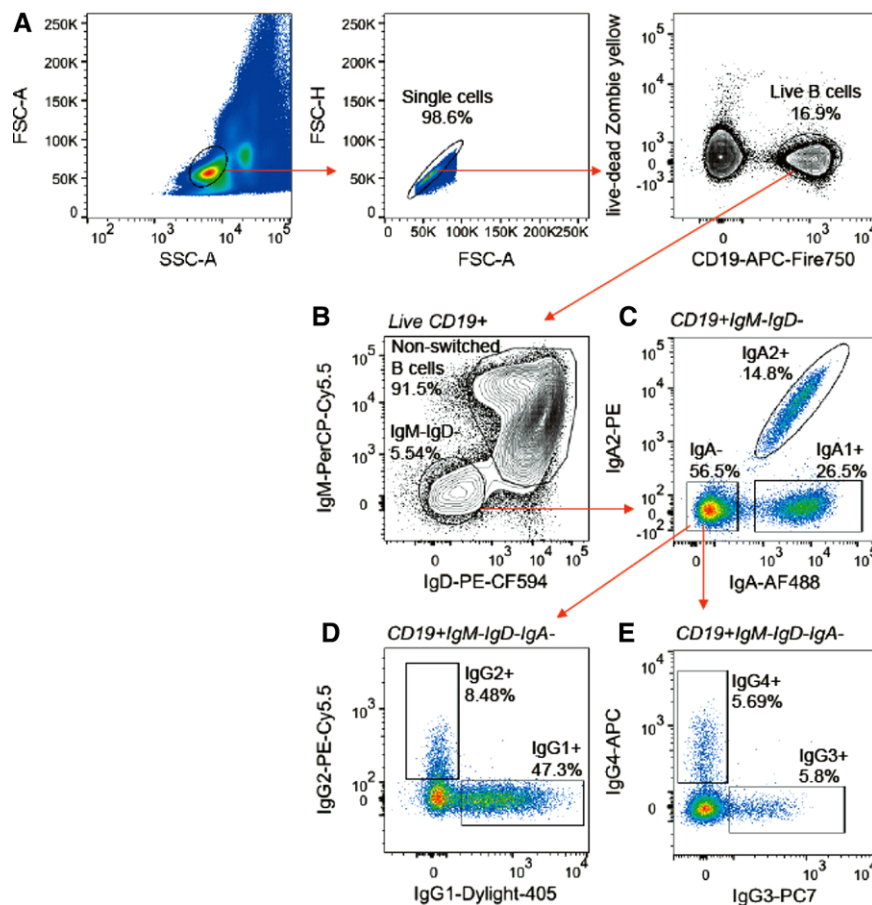 A
FSC-A
250K
200K
150K
100K
50K
0
10^2
10^3
10^4
10^5
SSC-A
FSC-H
250K
200K
150K
100K
50K
0
Single cells
98.6%
0
50K
100K
150K
200K
250K
FSC-A
live-dead Zombie yellow
10^5
10^4
10^3
0
-10^3
Live B cells
16.9%
0
10^3
10^4
CD19-APC-Fire750
B
Live CD19+
Non-switched
B cells
91.5%
IgM-IgD-
5.54%
IgM-PerCP-Cy5.5
10^5
10^4
10^3
0
0
10^3
10^4
10^5
IgD-PE-CF594
C
CD19+IgM-IgD-
IgA2+
14.8%
IgA-
56.5%
IgA1+
26.5%
IgA2-PE
10^5
10^4
10^3
10^2
0
-10^2
0
10^3
10^4
10^5
IgA-AF488
D
CD19+IgM-IgD-IgA-
IgG2+
8.48%
IgG1+
47.3%
IgG2-PE-Cy5.5
10^3
10^2
0
0
10^3
10^4
IgG1-Dylight-405
E
CD19+IgM-IgD-IgA-
IgG4+
5.69%
IgG3+
5.8%
IgG4-APC
10^4
10^3
0
0
10^3
10^4
IgG3-PC7